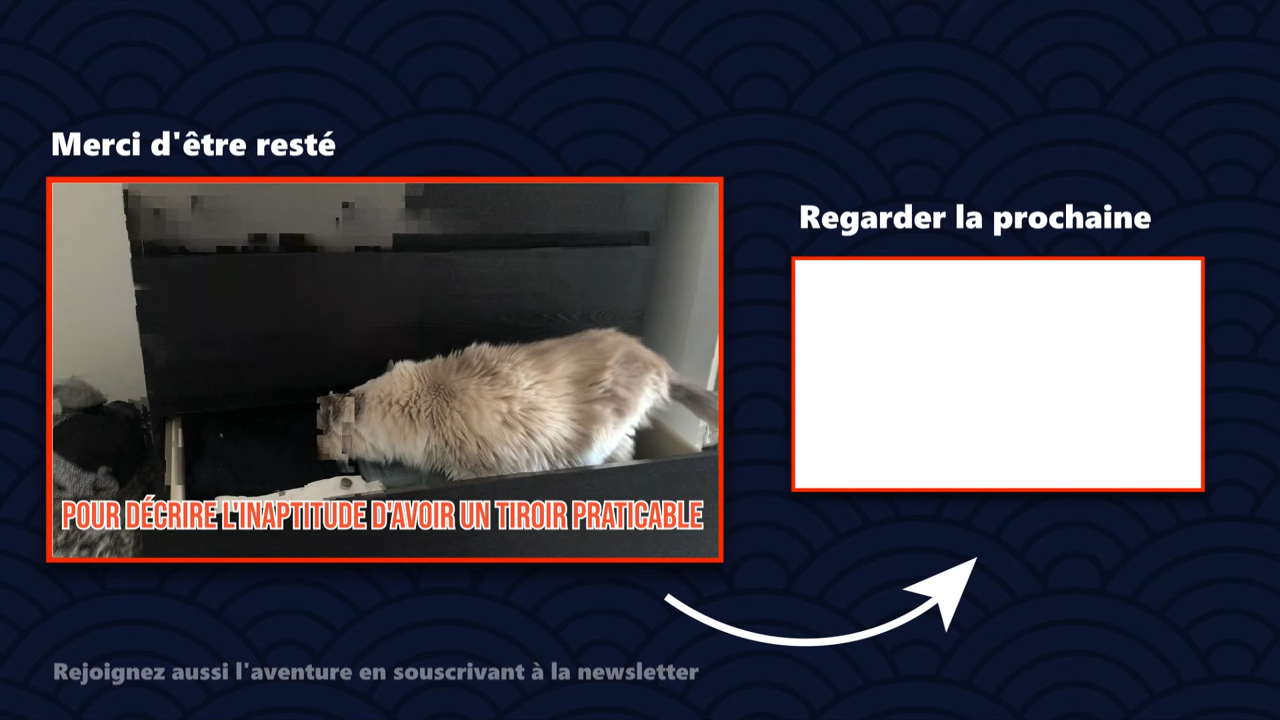 Merci d'être resté
Regarder la prochaine
POUR DÉCRIRE L'INAPTITUDE D'AVOIR UN TIROIR PRATICABLE
Rejoignez aussi l'aventure en souscrivant à la newsletter